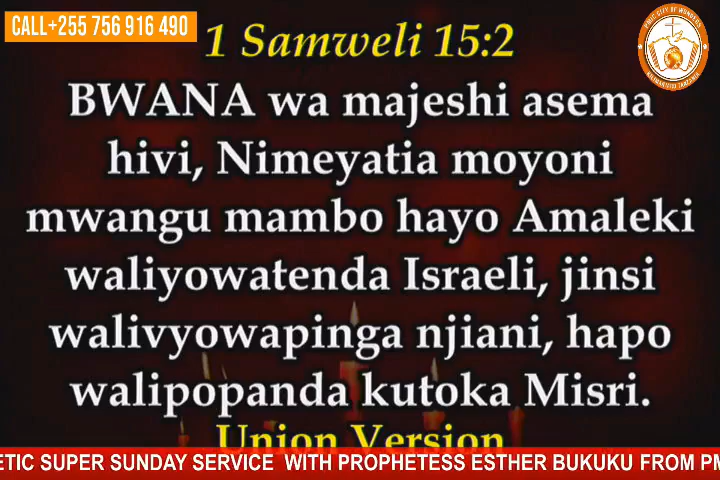 CALL+255 756 916 490
1 Samweli 15:2
BWANA wa majeshi asema
hivi, Nimeyatia moyoni
mwangu mambo hayo Amaleki
waliyowatenda Israeli, jinsi
walivyowapinga njiani, hapo
walipopanda kutoka Misri.
Union Version
ETIC SUPER SUNDAY SERVICE WITH PROPHETESS ESTHER BUKUKU FROM PM